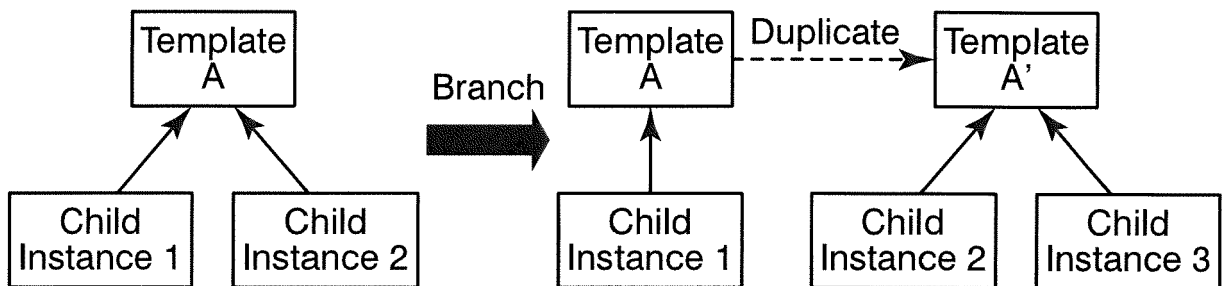 Template
A
Child
Instance 1
Child
Instance 2
Branch
Template
A
Duplicate
Template
A'
Child
Instance 1
Child
Instance 2
Child
Instance 3